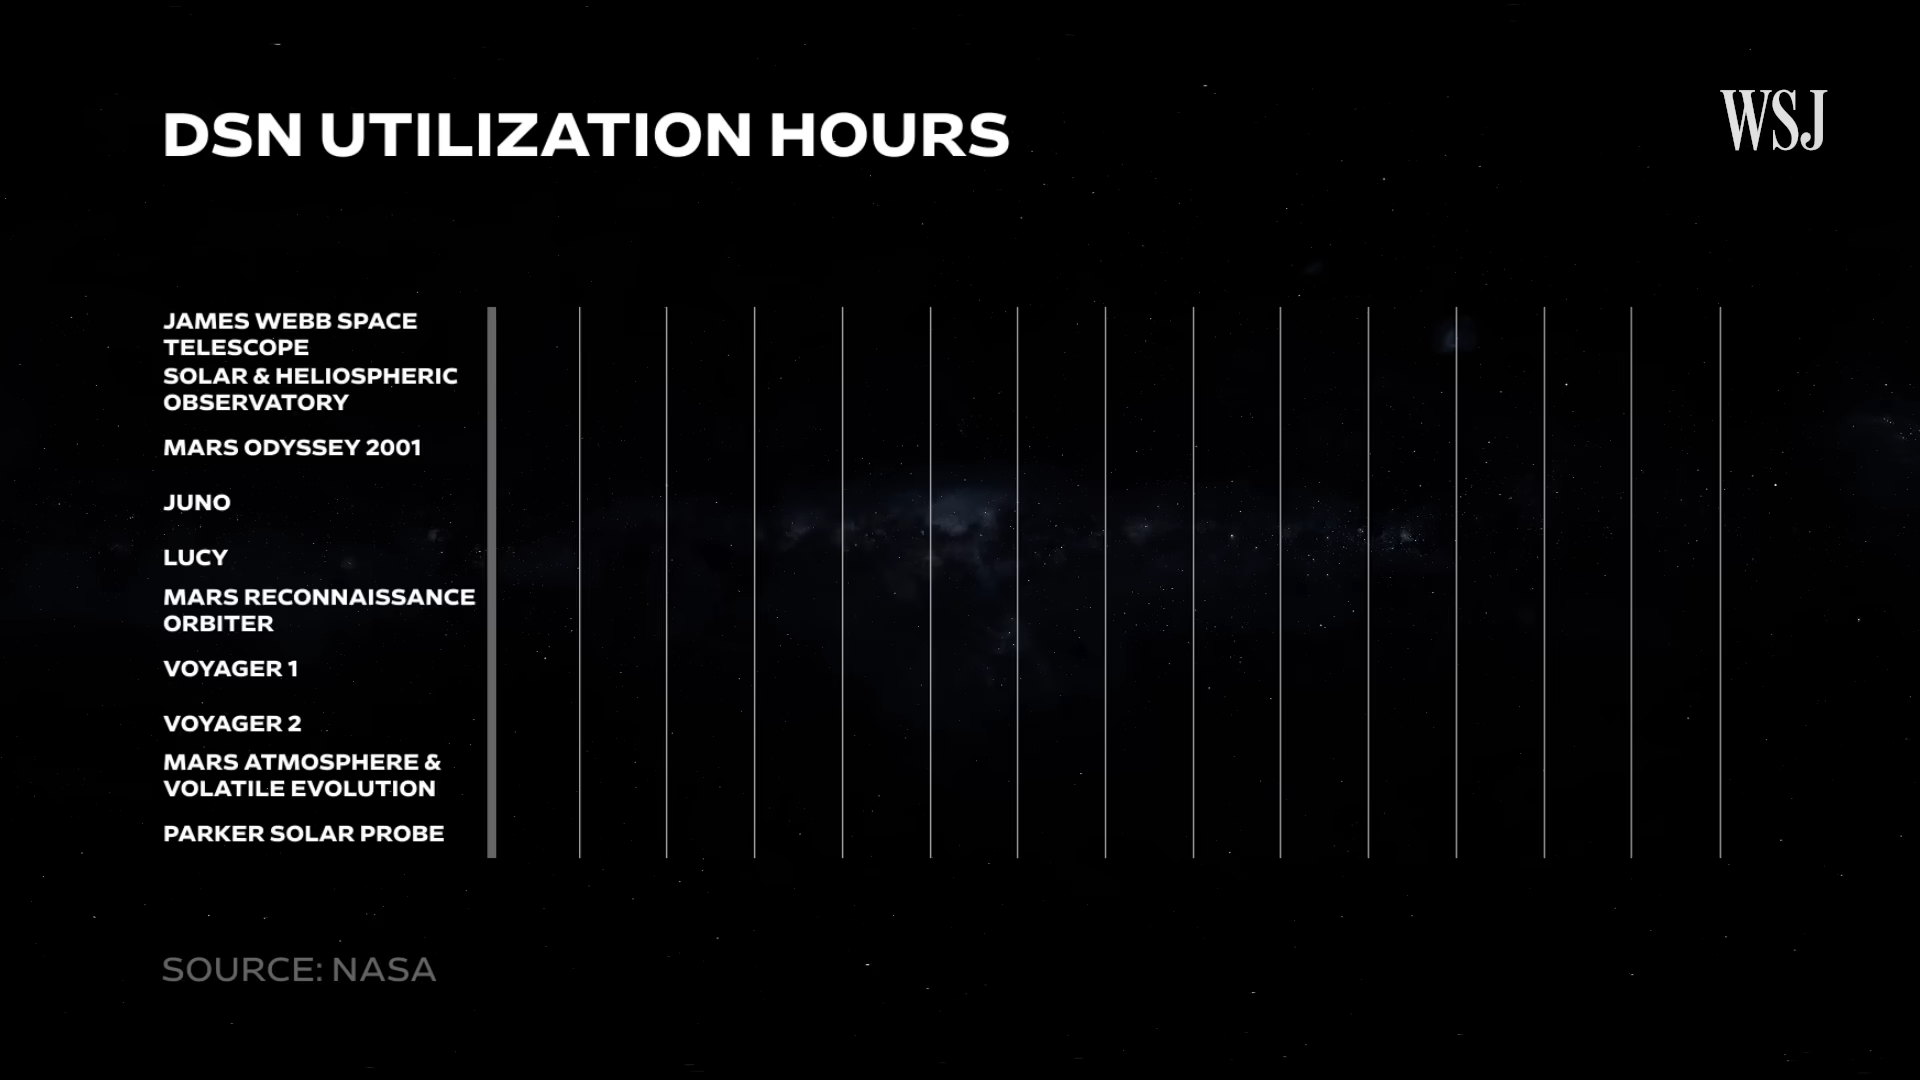 DSN UTILIZATION HOURS
WSJ
JAMES WEBB SPACE
TELESCOPE
SOLAR & HELIOSPHERIC
OBSERVATORY
MARS ODYSSEY 2001
JUNO
LUCY
MARS RECONNAISSANCE
ORBITER
VOYAGER 1
VOYAGER 2
MARS ATMOSPHERE &
VOLATILE EVOLUTION
PARKER SOLAR PROBE
SOURCE: NASA